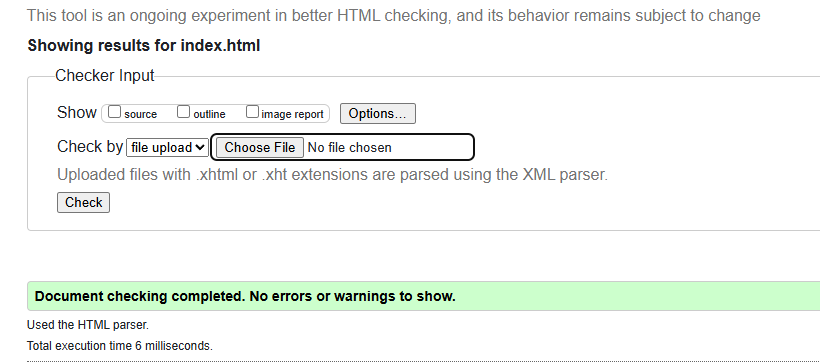 This tool is an ongoing experiment in better HTML checking, and its behavior remains subject to change
Showing results for index.html
Checker Input
Show source outline image report Options...
Check by file upload Choose File No file chosen
Uploaded files with .xhtml or .xht extensions are parsed using the XML parser.
Check
Document checking completed. No errors or warnings to show.
Used the HTML parser.
Total execution time 6 milliseconds.